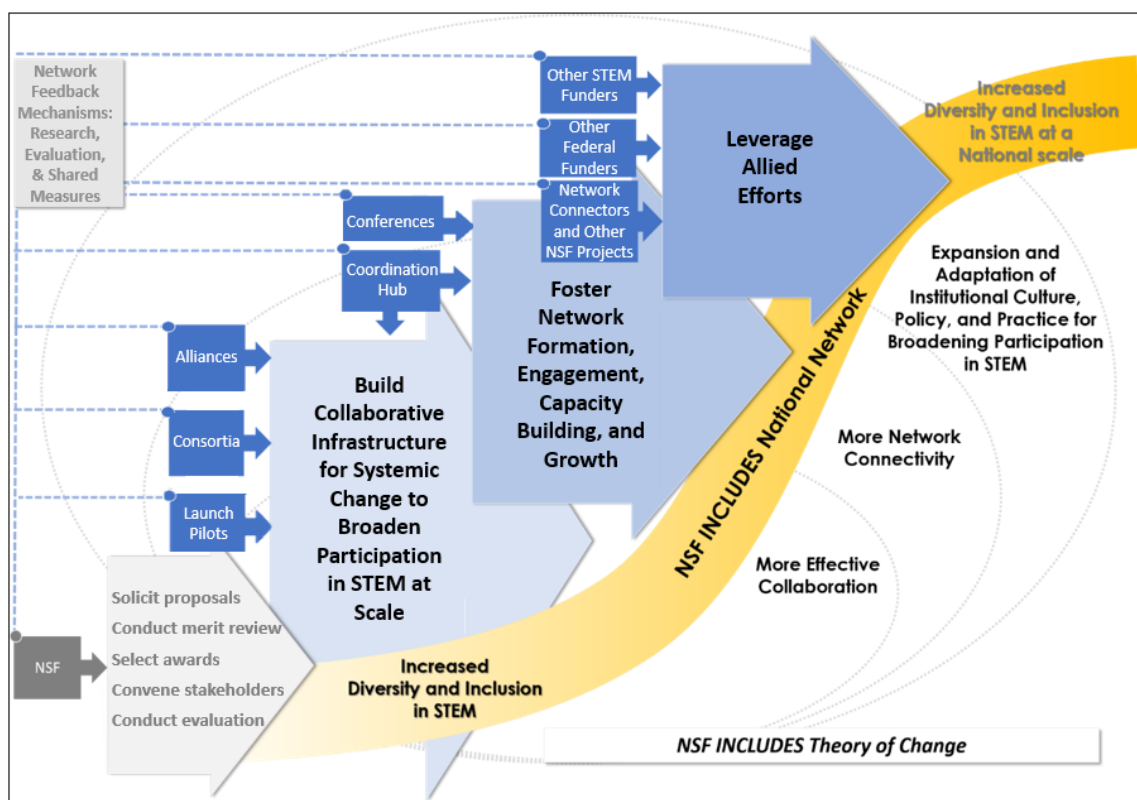 Network
Feedback
Mechanisms:
Research,
Evaluation,
& Shared
Measures
Other STEM
Funders
Other
Federal
Funders
Network
Connectors
and Other
NSF Projects
Leverage
Allied
Efforts
Increased
Diversity and Inclusion
in STEM at a
National scale
Conferences
Coordination
Hub
Foster
Network
Formation,
Engagement,
Capacity
Building, and
Growth
Expansion and
Adaptation of
Institutional Culture,
Policy, and Practice for
Broadening Participation
in STEM
Alliances
Consortia
Launch
Pilots
Build
Collaborative
Infrastructure
for Systemic
Change to
Broaden
Participation
in STEM at
Scale
NSF INCLUDES National Network
More Network
Connectivity
More Effective
Collaboration
NSF
Solicit proposals
Conduct merit review
Select awards
Convene stakeholders
Conduct evaluation
Increased
Diversity and Inclusion
in STEM
NSF INCLUDES Theory of Change